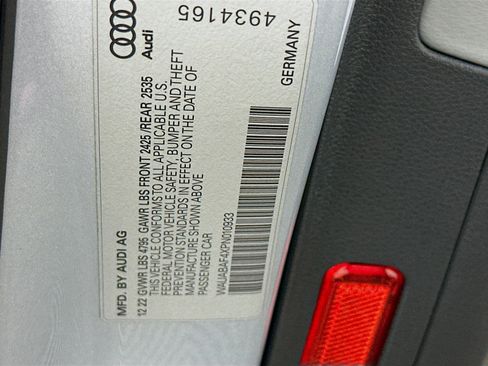 4934165
Audi
GERMANY
MFD. BY AUDI AG
12 22 GVWR LBS 4795 GAWR LBS FRONT 2425 /REAR 2535
THIS VEHICLE CONFORMS TO ALL APPLICABLE U.S.
FEDERAL MOTOR VEHICLE SAFETY, BUMPER AND THEFT
PREVENTION STANDARDS IN EFFECT ON THE DATE OF
MANUFACTURE SHOWN ABOVE
PASSENGER CAR
WAUABAF4XPN010933